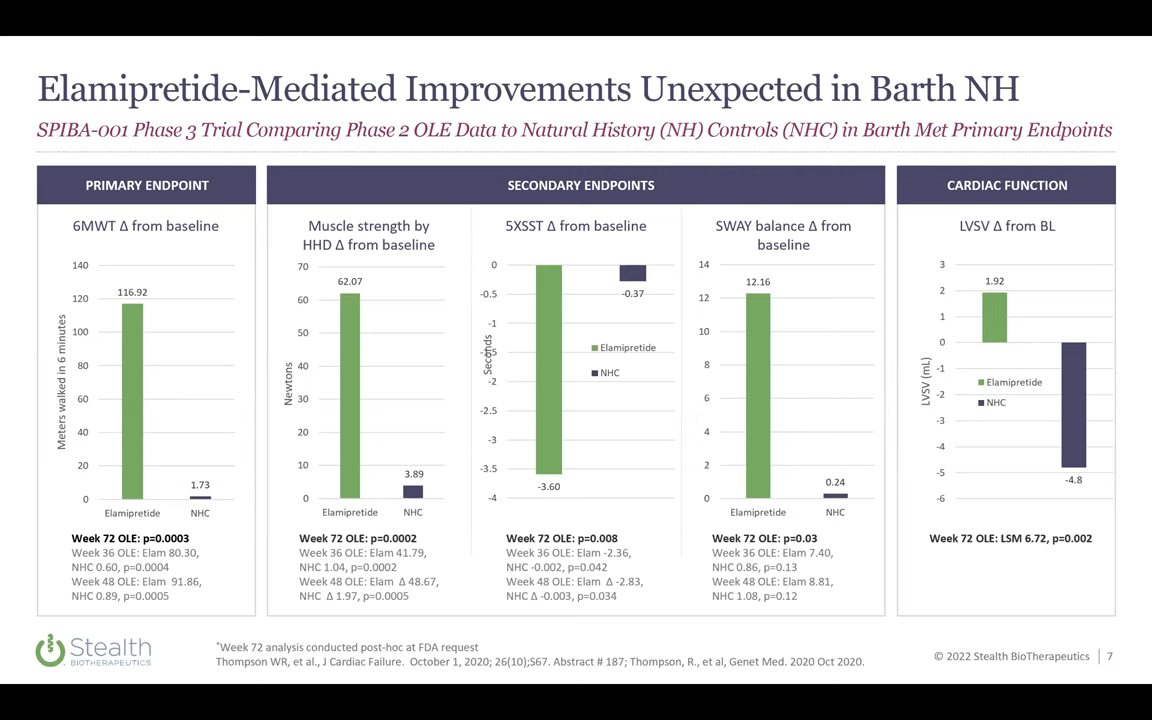 Elamipretide-Mediated Improvements Unexpected in Barth NH
SPIBA-001 Phase 3 Trial Comparing Phase 2 OLE Data to Natural History (NH) Controls (NHC) in Barth Met Primary Endpoints
PRIMARY ENDPOINT
6MWT Δ from baseline
Meters walked in 6 minutes
140
120
100
80
60
40
20
0
116.92
1.73
Elamipretide
NHC
Week 72 OLE: p=0.0003
Week 36 OLE: Elam 80.30,
NHC 0.60, p=0.0004
Week 48 OLE: Elam 91.86,
NHC 0.89, p=0.0005
SECONDARY ENDPOINTS
Muscle strength by
HHD Δ from baseline
Newtons
70
60
50
40
30
20
10
0
62.07
3.89
Elamipretide
NHC
Week 72 OLE: p=0.0002
Week 36 OLE: Elam 41.79,
NHC 1.04, p=0.0002
Week 48 OLE: Elam Δ 48.67,
NHC Δ 1.97, p=0.0005
5XSST Δ from baseline
Seconds
0
-0.5
-1
-1.5
-2
-2.5
-3
-3.5
-4
-0.37
-3.60
Elamipretide
NHC
Week 72 OLE: p=0.008
Week 36 OLE: Elam -2.36,
NHC -0.002, p=0.042
Week 48 OLE: Elam Δ -2.83,
NHC Δ -0.003, p=0.034
SWAY balance Δ from
baseline
14
12
10
8
6
4
2
0
12.16
0.24
Elamipretide
NHC
Week 72 OLE: p=0.03
Week 36 OLE: Elam 7.40,
NHC 0.86, p=0.13
Week 48 OLE: Elam 8.81,
NHC 1.08, p=0.12
CARDIAC FUNCTION
LVSV Δ from BL
LVSV (mL)
3
2
1
0
-1
-2
-3
-4
-5
-6
1.92
-4.8
Elamipretide
NHC
Week 72 OLE: LSM 6.72, p=0.002
Stealth
BIOTHERAPEUTICS
*Week 72 analysis conducted post-hoc at FDA request
Thompson WR, et al., J Cardiac Failure. October 1, 2020; 26(10);S67. Abstract # 187; Thompson, R., et al, Genet Med. 2020 Oct 2020.
© 2022 Stealth BioTherapeutics
7